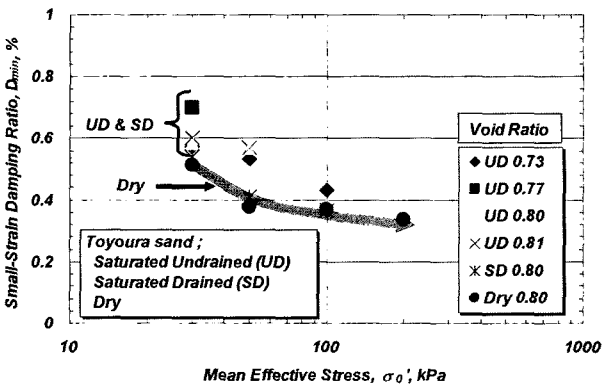 Small-Strain Damping Ratio, Dmin, %
1
0.8
0.6
0.4
0.2
0
UD & SD
Dry
Void Ratio
UD 0.73
UD 0.77
UD 0.80
UD 0.81
SD 0.80
Dry 0.80
Toyoura sand ;
Saturated Undrained (UD)
Saturated Drained (SD)
Dry
10
100
1000
Mean Effective Stress, σ0', kPa